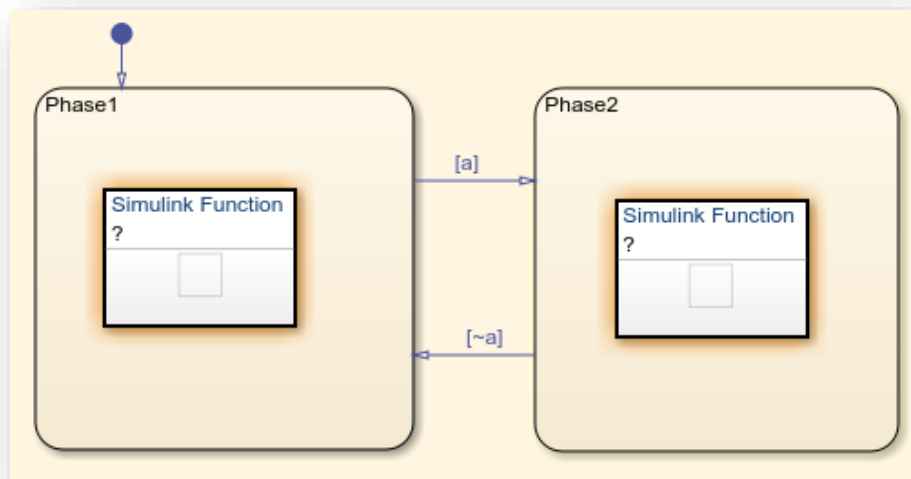 Phase1
Simulink Function
?
[a]
[~a]
Phase2
Simulink Function
?